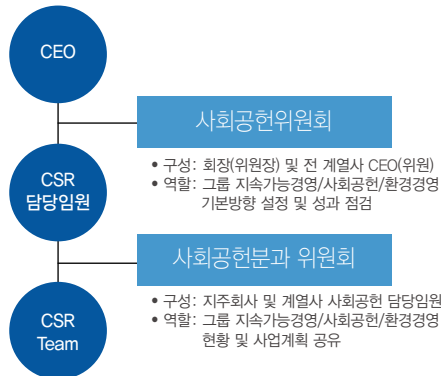 CEO
사회공헌위원회
• 구성: 회장(위원장) 및 전 계열사 CEO(위원)
• 역할: 그룹 지속가능경영/사회공헌/환경경영
기본방향 설정 및 성과 점검
CSR
담당임원
사회공헌분과 위원회
• 구성: 지주회사 및 계열사 사회공헌 담당임원
• 역할: 그룹 지속가능경영/사회공헌/환경경영
현황 및 사업계획 공유
CSR
Team